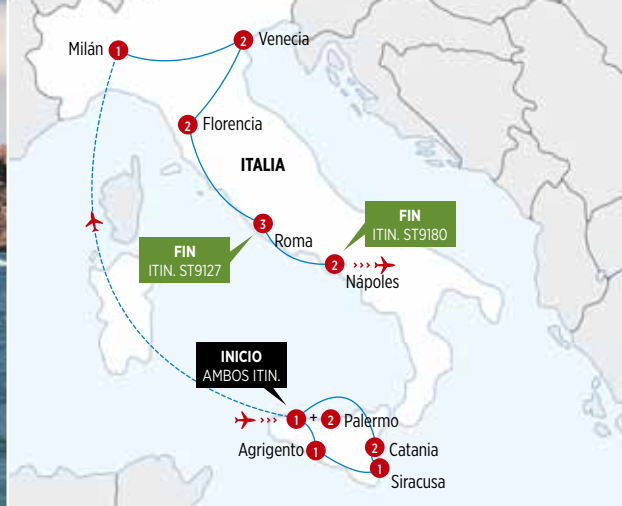 Milán
1
2
Venecia
2
Florencia
ITALIA
3
Roma
FIN
ITIN. ST9127
FIN
ITIN. ST9180
2
Nápoles
INICIO
AMBOS ITIN.
1 + 2 Palermo
Agrigento
1
2
Catania
1
Siracusa